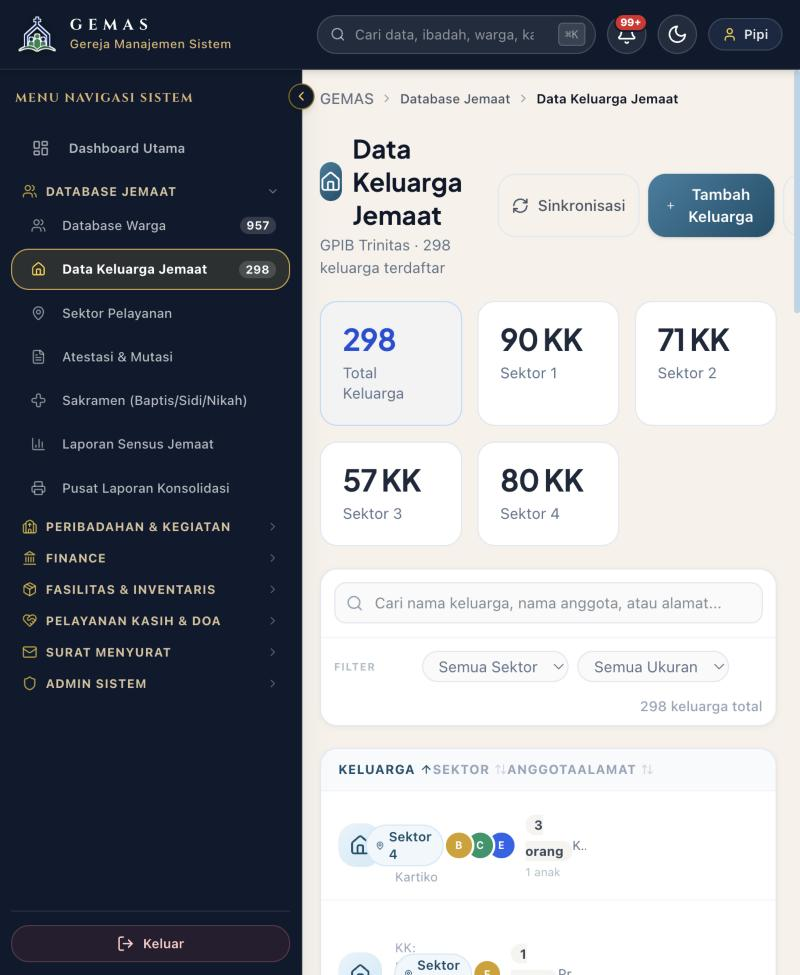 GEMAS
Gereja Manajemen Sistem
Cari data, ibadah, warga, ka
⌘K
99+
Pipi
MENU NAVIGASI SISTEM
Dashboard Utama
DATABASE JEMAAT
Database Warga 957
Data Keluarga Jemaat 298
Sektor Pelayanan
Atestasi & Mutasi
Sakramen (Baptis/Sidi/Nikah)
Laporan Sensus Jemaat
Pusat Laporan Konsolidasi
PERIBADAHAN & KEGIATAN
FINANCE
FASILITAS & INVENTARIS
PELAYANAN KASIH & DOA
SURAT MENYURAT
ADMIN SISTEM
Keluar
GEMAS > Database Jemaat > Data Keluarga Jemaat
Data
Keluarga
Jemaat
GPIB Trinitas · 298
keluarga terdaftar
Sinkronisasi
+ Tambah
Keluarga
298
Total
Keluarga
90 KK
Sektor 1
71 KK
Sektor 2
57 KK
Sektor 3
80 KK
Sektor 4
Cari nama keluarga, nama anggota, atau alamat...
FILTER
Semua Sektor
Semua Ukuran
298 keluarga total
KELUARGA ↑ SEKTOR ↑↓ ANGGOTA ALAMAT ↑↓
Sektor
4
B C E
3
orang
K..
1 anak
Kartiko
KK:
Sektor
1